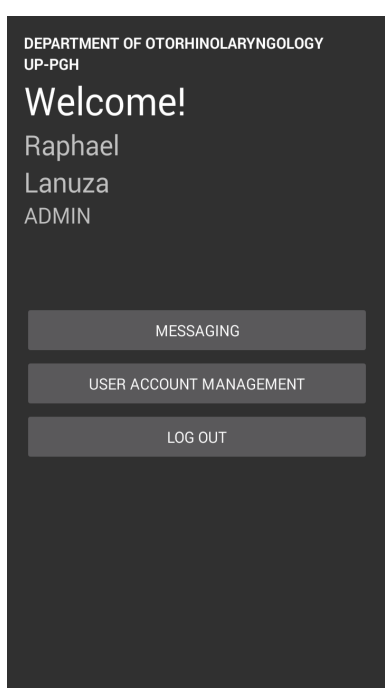 DEPARTMENT OF OTORHINOLARYNGOLOGY
UP-PGH
Welcome!
Raphael
Lanuza
ADMIN
MESSAGING
USER ACCOUNT MANAGEMENT
LOG OUT